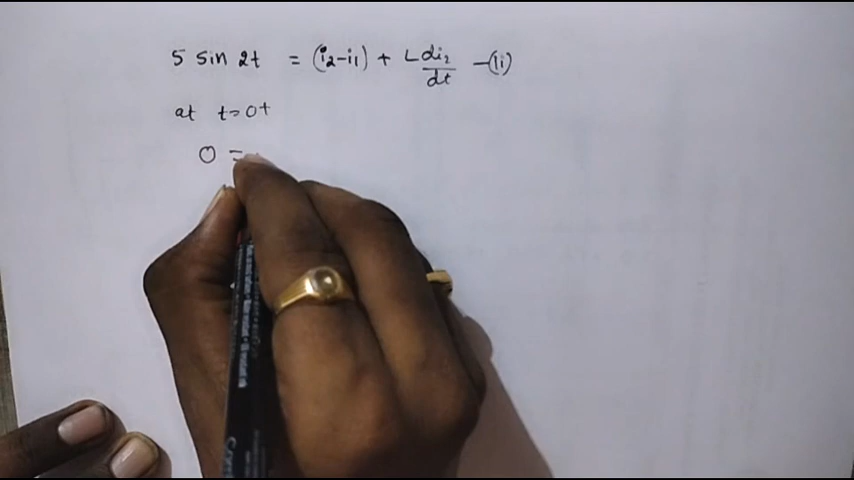 5 sin 2t = (i₂-i₁) + L di₂/dt -(ii)
at t=0+
0 =